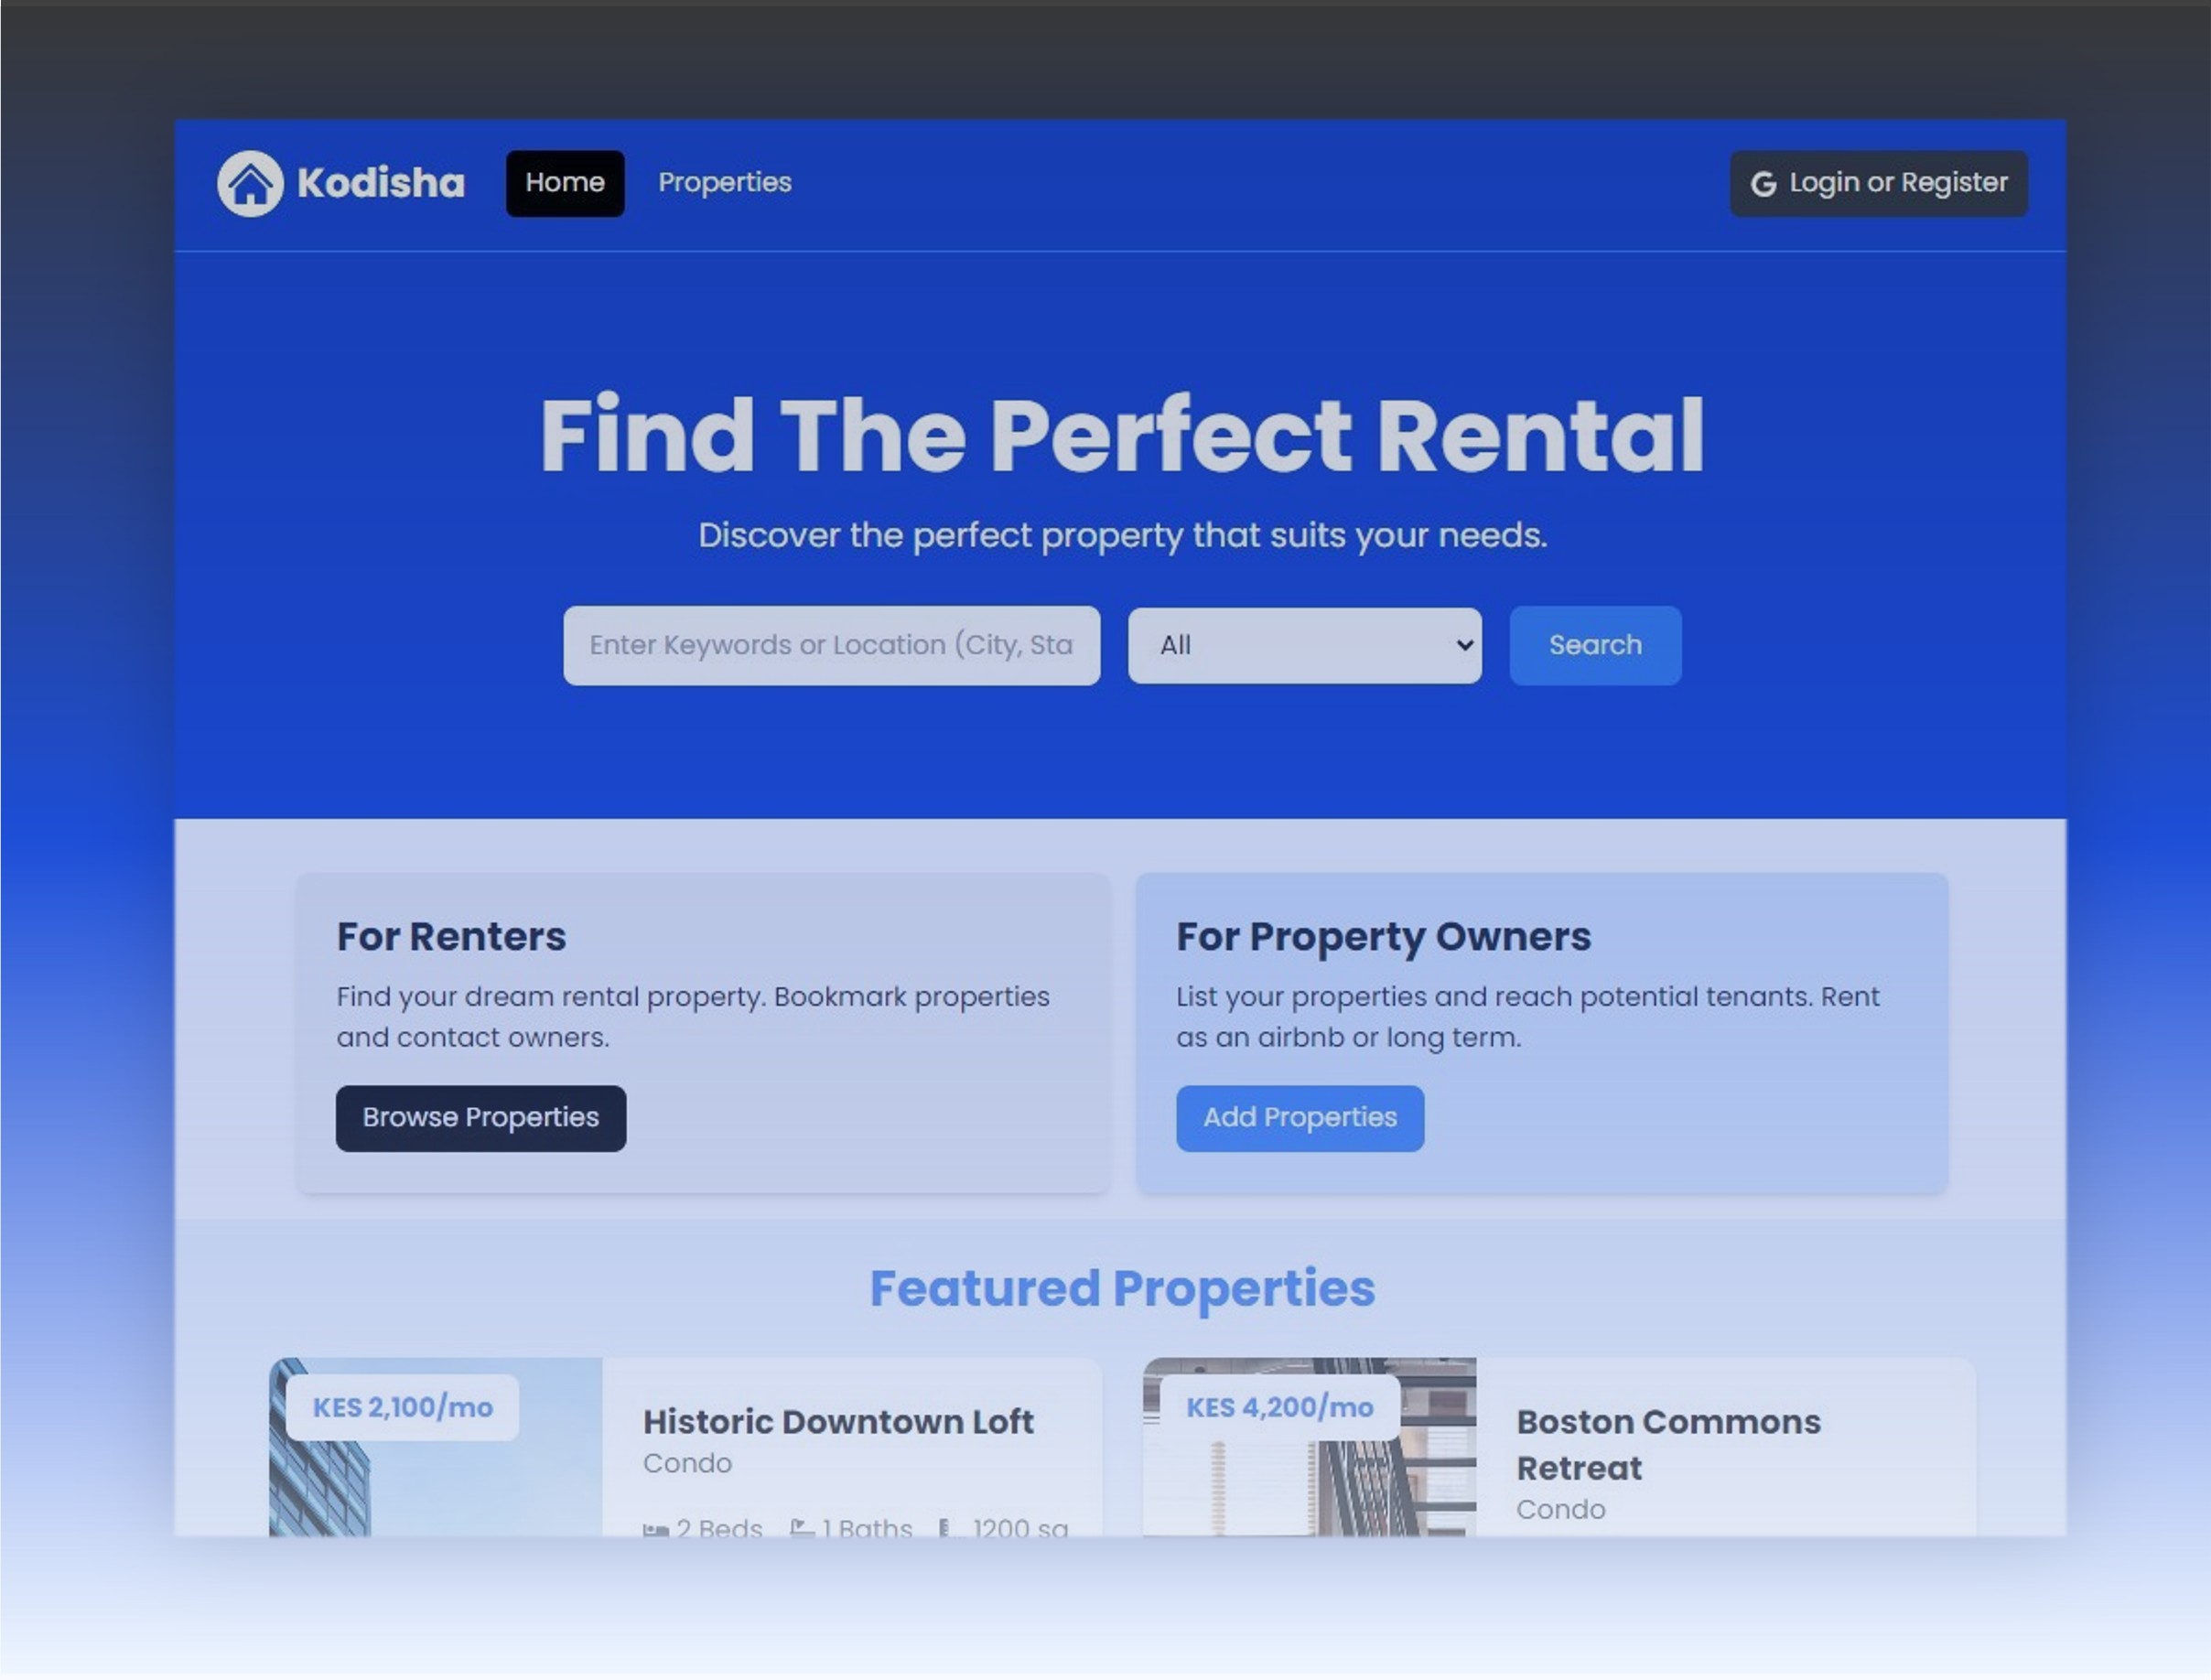 Kodisha
Home
Properties
Login or Register
Find The Perfect Rental
Discover the perfect property that suits your needs.
Enter Keywords or Location (City, Sta
All
Search
For Renters
Find your dream rental property. Bookmark properties
and contact owners.
Browse Properties
For Property Owners
List your properties and reach potential tenants. Rent
as an airbnb or long term.
Add Properties
Featured Properties
KES 2,100/mo
Historic Downtown Loft
Condo
2 Beds 1 Baths 1200 sq
KES 4,200/mo
Boston Commons
Retreat
Condo